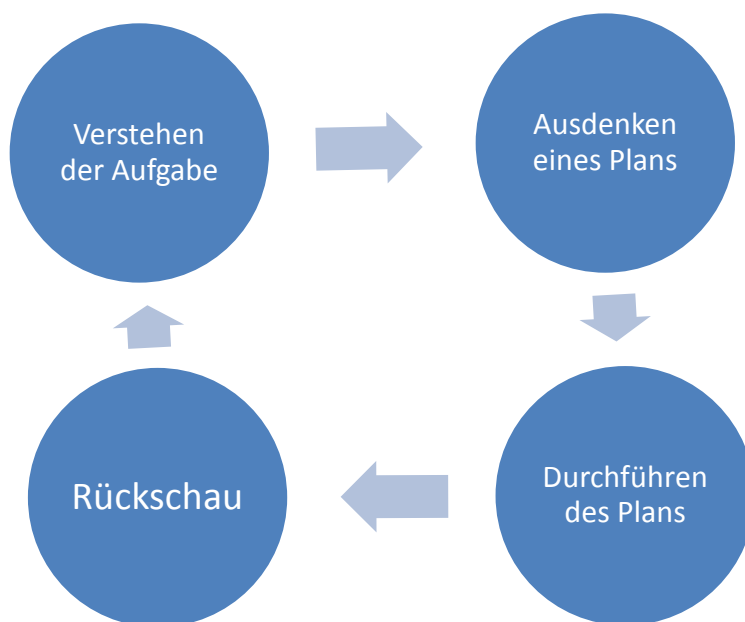 Verstehen
der Aufgabe
Ausdenken
eines Plans
Durchführen
des Plans
Rückschau